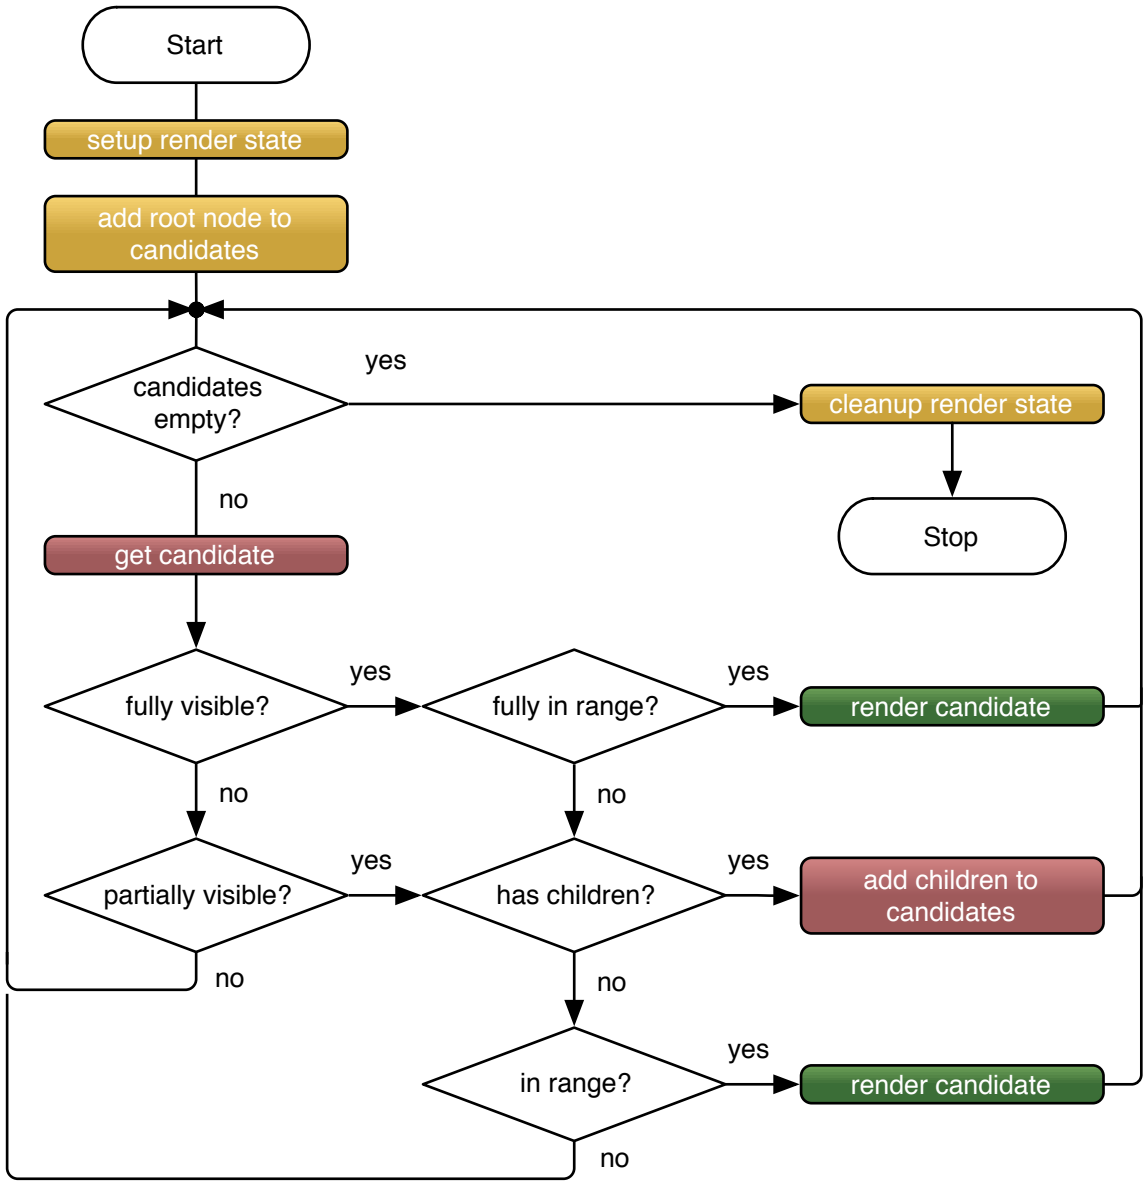 Start
setup render state
add root node to
candidates
yes
candidates
empty?
cleanup render state
no
Stop
get candidate
yes
yes
fully visible?
fully in range?
render candidate
no
no
yes
yes
partially visible?
has children?
add children to
candidates
no
no
yes
in range?
render candidate
no